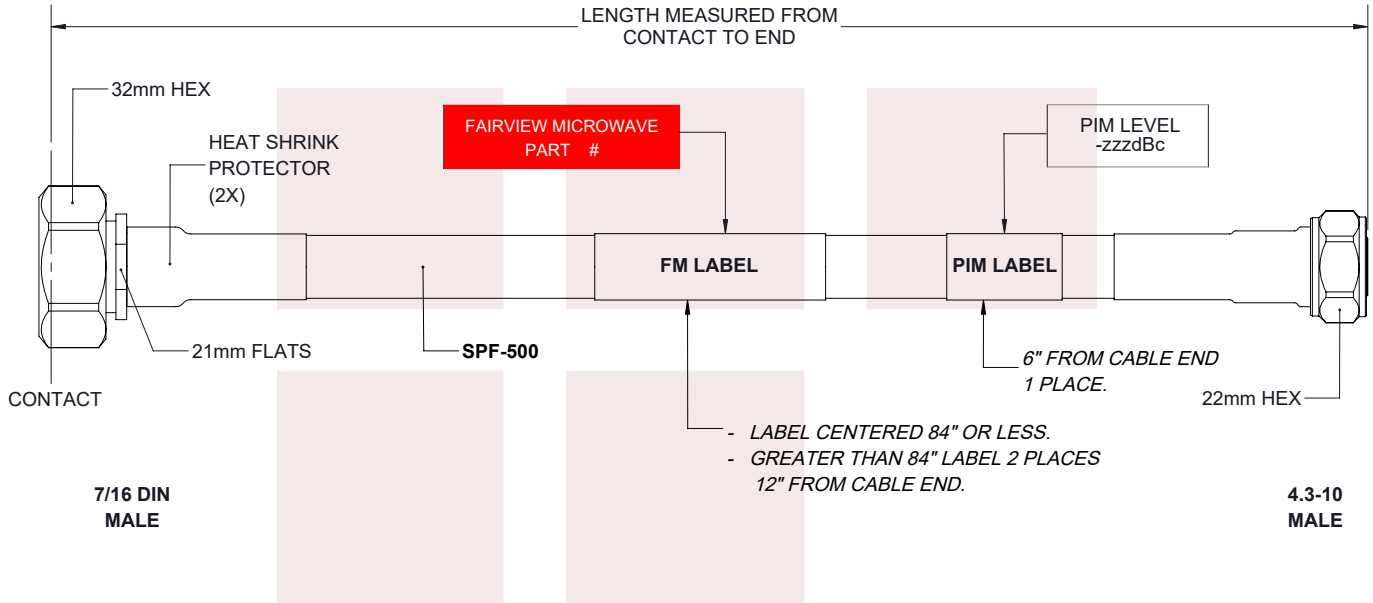 LENGTH MEASURED FROM
CONTACT TO END
32mm HEX
HEAT SHRINK
PROTECTOR
(2X)
FAIRVIEW MICROWAVE
PART #
PIM LEVEL
-zzzdBc
FM LABEL
PIM LABEL
21mm FLATS
SPF-500
6" FROM CABLE END
1 PLACE.
CONTACT
22mm HEX
- LABEL CENTERED 84" OR LESS.
- GREATER THAN 84" LABEL 2 PLACES
12" FROM CABLE END.
7/16 DIN
MALE
4.3-10
MALE